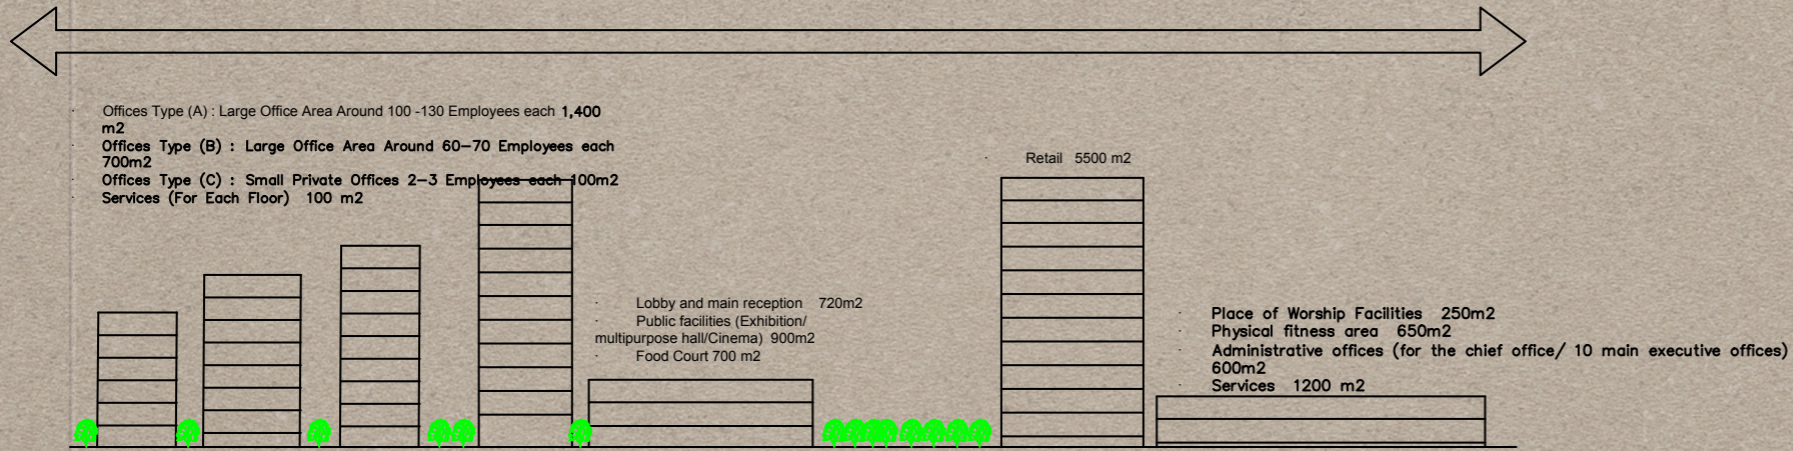 Offices Type (A) : Large Office Area Around 100 -130 Employees each 1,400
m2
Offices Type (B) : Large Office Area Around 60-70 Employees each
700m2
Offices Type (C) : Small Private Offices 2-3 Employees each 100m2
Services (For Each Floor) 100 m2
Retail 5500 m2
Lobby and main reception 720m2
Public facilities (Exhibition/
multipurpose hall/Cinema) 900m2
Food Court 700 m2
Place of Worship Facilities 250m2
Physical fitness area 650m2
Administrative offices (for the chief office/ 10 main executive offices)
600m2
Services 1200 m2